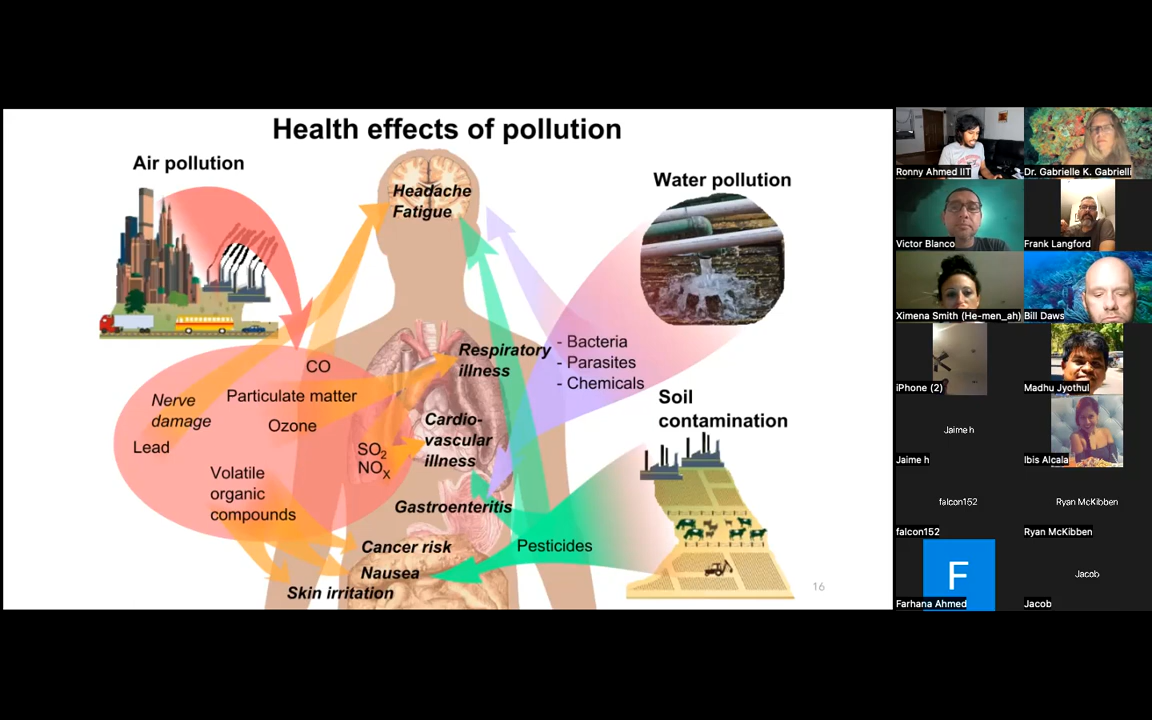 Health effects of pollution
Air pollution
Headache
Fatigue
Water pollution
CO
Particulate matter
Ozone
Nerve
damage
Lead
SO2
NOX
Volatile
organic
compounds
Respiratory
illness
Cardio-
vascular
illness
Gastroenteritis
Cancer risk
Nausea
Skin irritation
- Bacteria
- Parasites
- Chemicals
Soil
contamination
Pesticides
16
Ronny Ahmed IIT
Dr. Gabrielle K. Gabrielli
Victor Blanco
Frank Langford
Ximena Smith (He-men_ah)
Bill Daws
iPhone (2)
Madhu Jyothul
Jaime h
Jaime h
Ibis Alcala
falcon152
Ryan McKibben
falcon152
Ryan McKibben
F
Jacob
Farhana Ahmed
Jacob